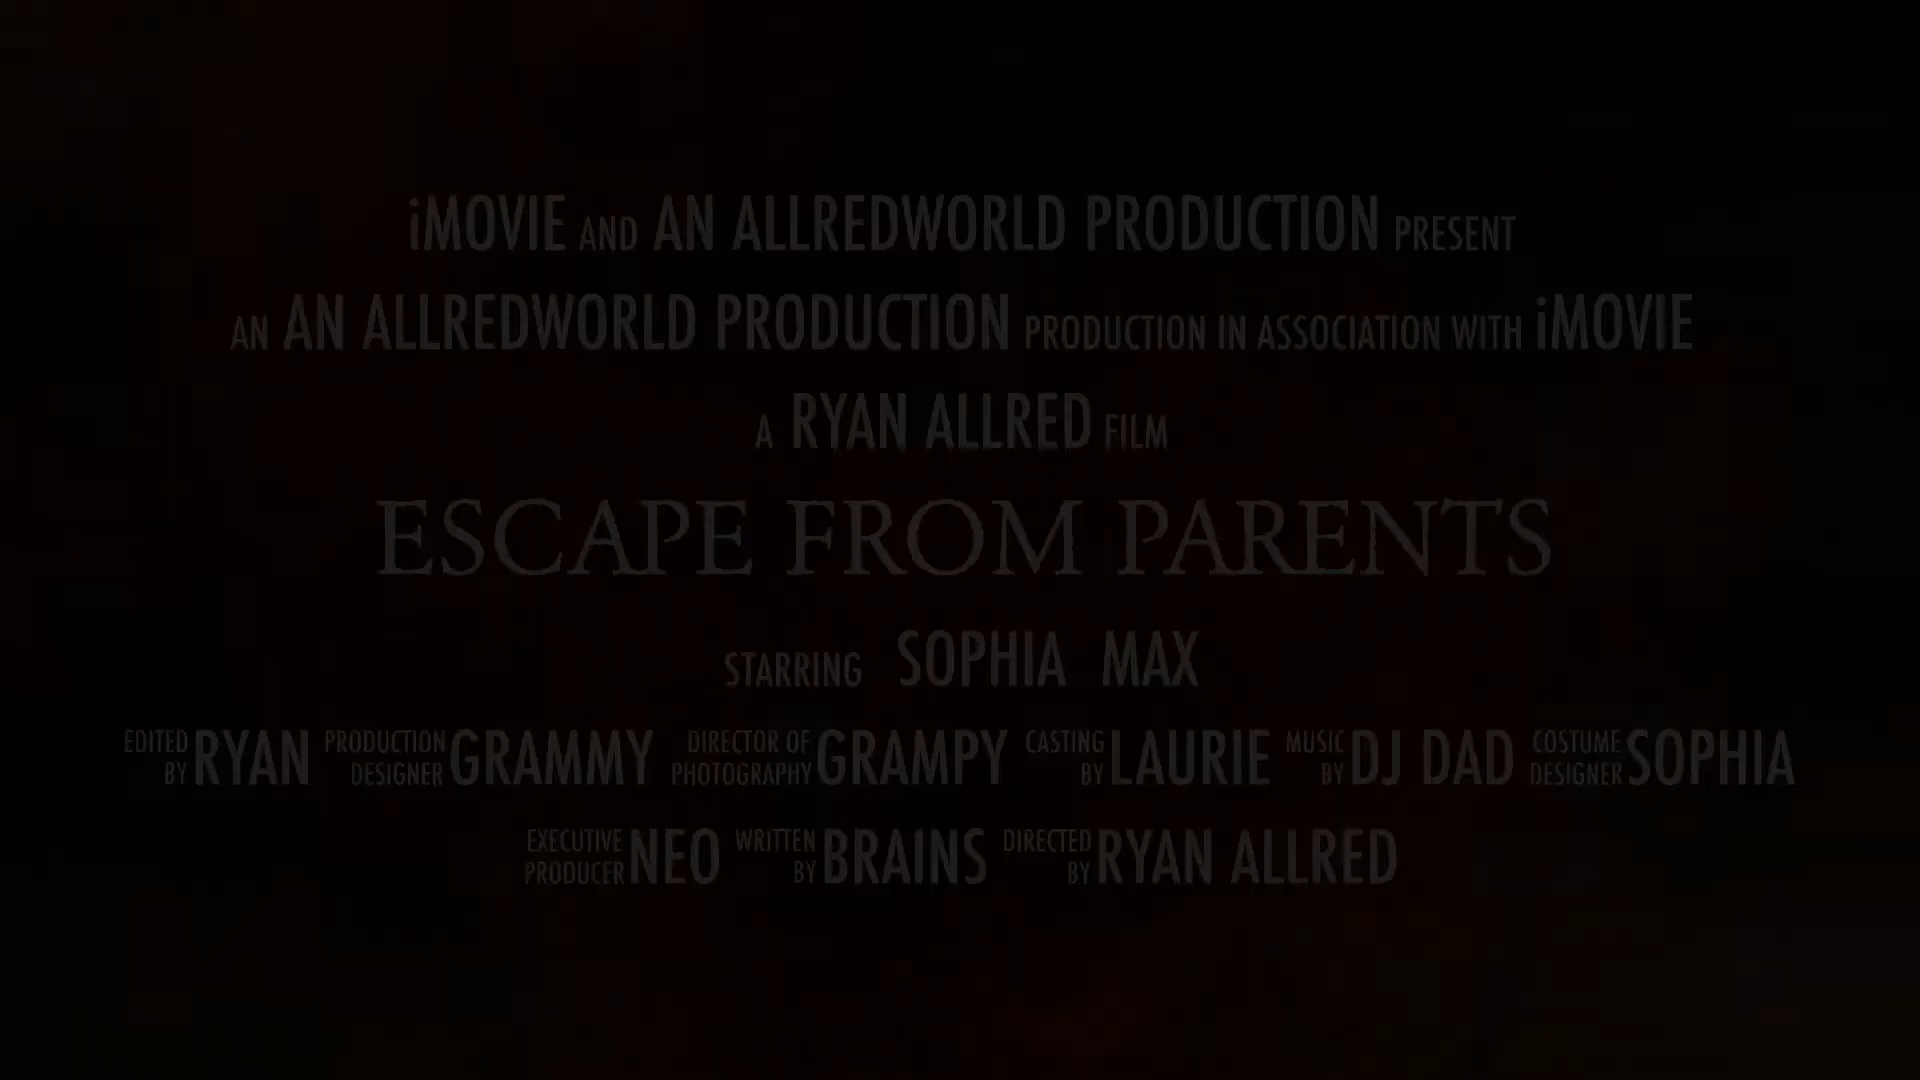 iMOVIE AND AN ALLREDWORLD PRODUCTION PRESENT
AN AN ALLREDWORLD PRODUCTION PRODUCTION IN ASSOCIATION WITH iMOVIE
A RYAN ALLRED FILM
ESCAPE FROM PARENTS
STARRING SOPHIA MAX
EDITED BY RYAN PRODUCTION DESIGNER GRAMMY DIRECTOR OF PHOTOGRAPHY GRAMPY CASTING BY LAURIE MUSIC BY DJ DAD COSTUME DESIGNER SOPHIA
EXECUTIVE PRODUCER NEO WRITTEN BY BRAINS DIRECTED BY RYAN ALLRED